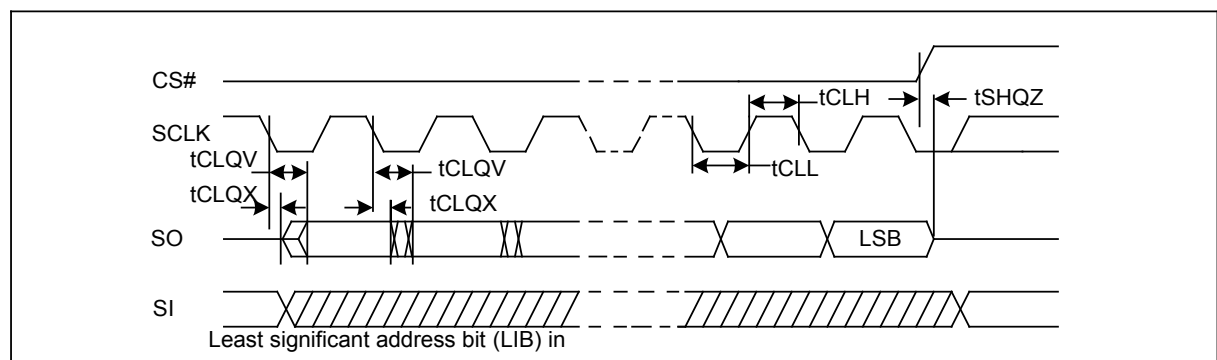 CS#
tCLH
tSHQZ
SCLK
tCLQV
tCLQV
tCLL
tCLQX
tCLQX
SO
LSB
SI
Least significant address bit (LIB) in